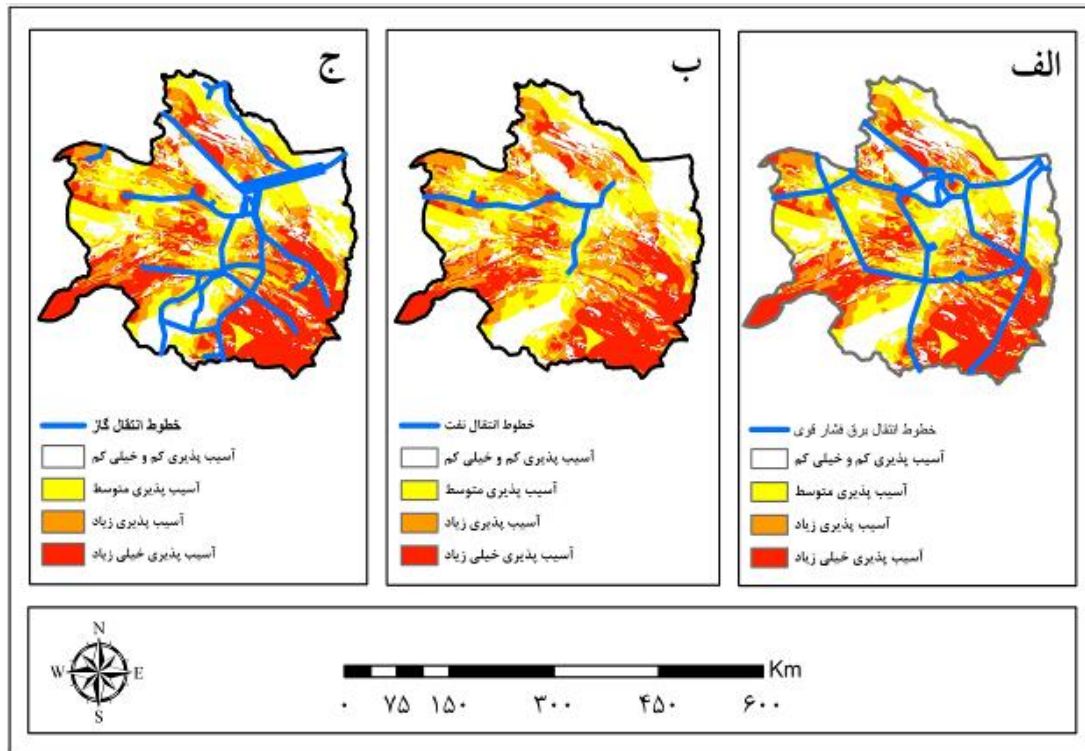 الف
خطوط انتقال برق فشار قوی
آسیب پذیری کم و خیلی کم
آسیب پذیری متوسط
آسیب پذیری زیاد
آسیب پذیری خیلی زیاد
ب
خطوط انتقال نفت
آسیب پذیری کم و خیلی کم
آسیب پذیری متوسط
آسیب پذیری زیاد
آسیب پذیری خیلی زیاد
ج
خطوط انتقال گاز
آسیب پذیری کم و خیلی کم
آسیب پذیری متوسط
آسیب پذیری زیاد
آسیب پذیری خیلی زیاد
N
W E
S
Km
۰ ۷۵ ۱۵۰ ۳۰۰ ۴۵۰ ۶۰۰